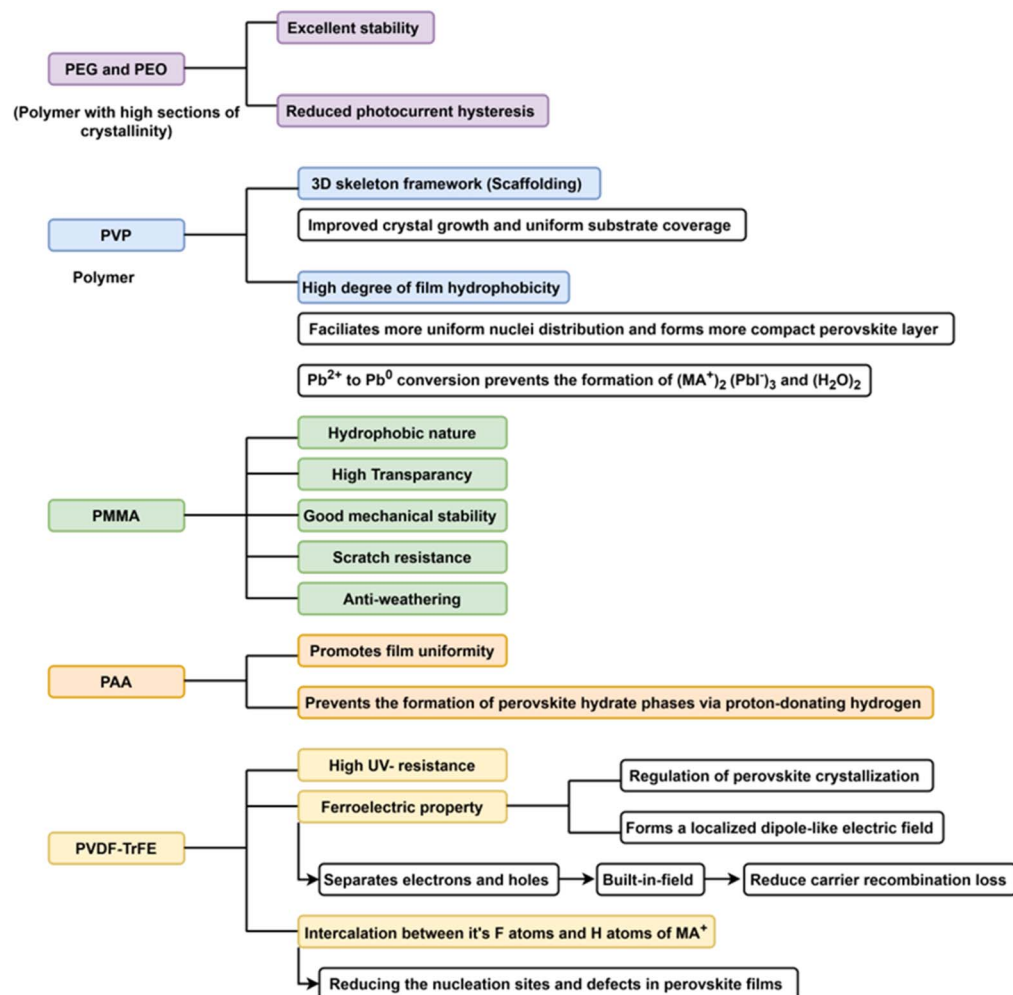 Excellent stability
PEG and PEO
(Polymer with high sections of
crystallinity)
Reduced photocurrent hysteresis
3D skeleton framework (Scaffolding)
Improved crystal growth and uniform substrate coverage
PVP
Polymer
High degree of film hydrophobicity
Faciliates more uniform nuclei distribution and forms more compact perovskite layer
Pb²⁺ to Pb⁰ conversion prevents the formation of (MA⁺)₂ (PbI⁻)₃ and (H₂O)₂
Hydrophobic nature
High Transparancy
PMMA
Good mechanical stability
Scratch resistance
Anti-weathering
Promotes film uniformity
PAA
Prevents the formation of perovskite hydrate phases via proton-donating hydrogen
High UV- resistance
Regulation of perovskite crystallization
Ferroelectric property
Forms a localized dipole-like electric field
PVDF-TrFE
Separates electrons and holes
Built-in-field
Reduce carrier recombination loss
Intercalation between it's F atoms and H atoms of MA⁺
Reducing the nucleation sites and defects in perovskite films